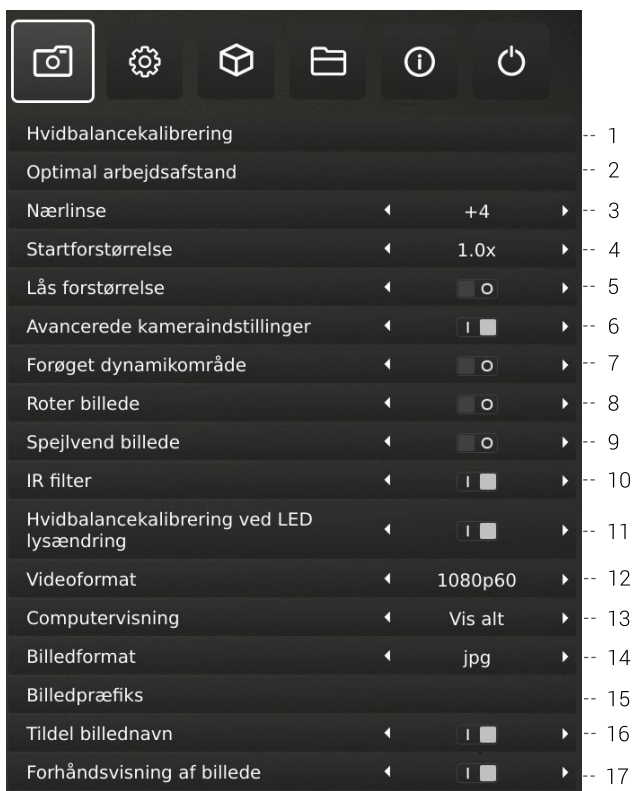 Hvidbalancekalibrering -- 1
Optimal arbejdsafstand -- 2
Nærlinse +4 -- 3
Startforstørrelse 1.0x -- 4
Lås forstørrelse O -- 5
Avancerede kameraindstillinger I -- 6
Forøget dynamikområde O -- 7
Roter billede O -- 8
Spejlvend billede O -- 9
IR filter I -- 10
Hvidbalancekalibrering ved LED
lysændring I -- 11
Videoformat 1080p60 -- 12
Computervisning Vis alt -- 13
Billedformat jpg -- 14
Billedpræfiks -- 15
Tildel billednavn I -- 16
Forhåndsvisning af billede I -- 17